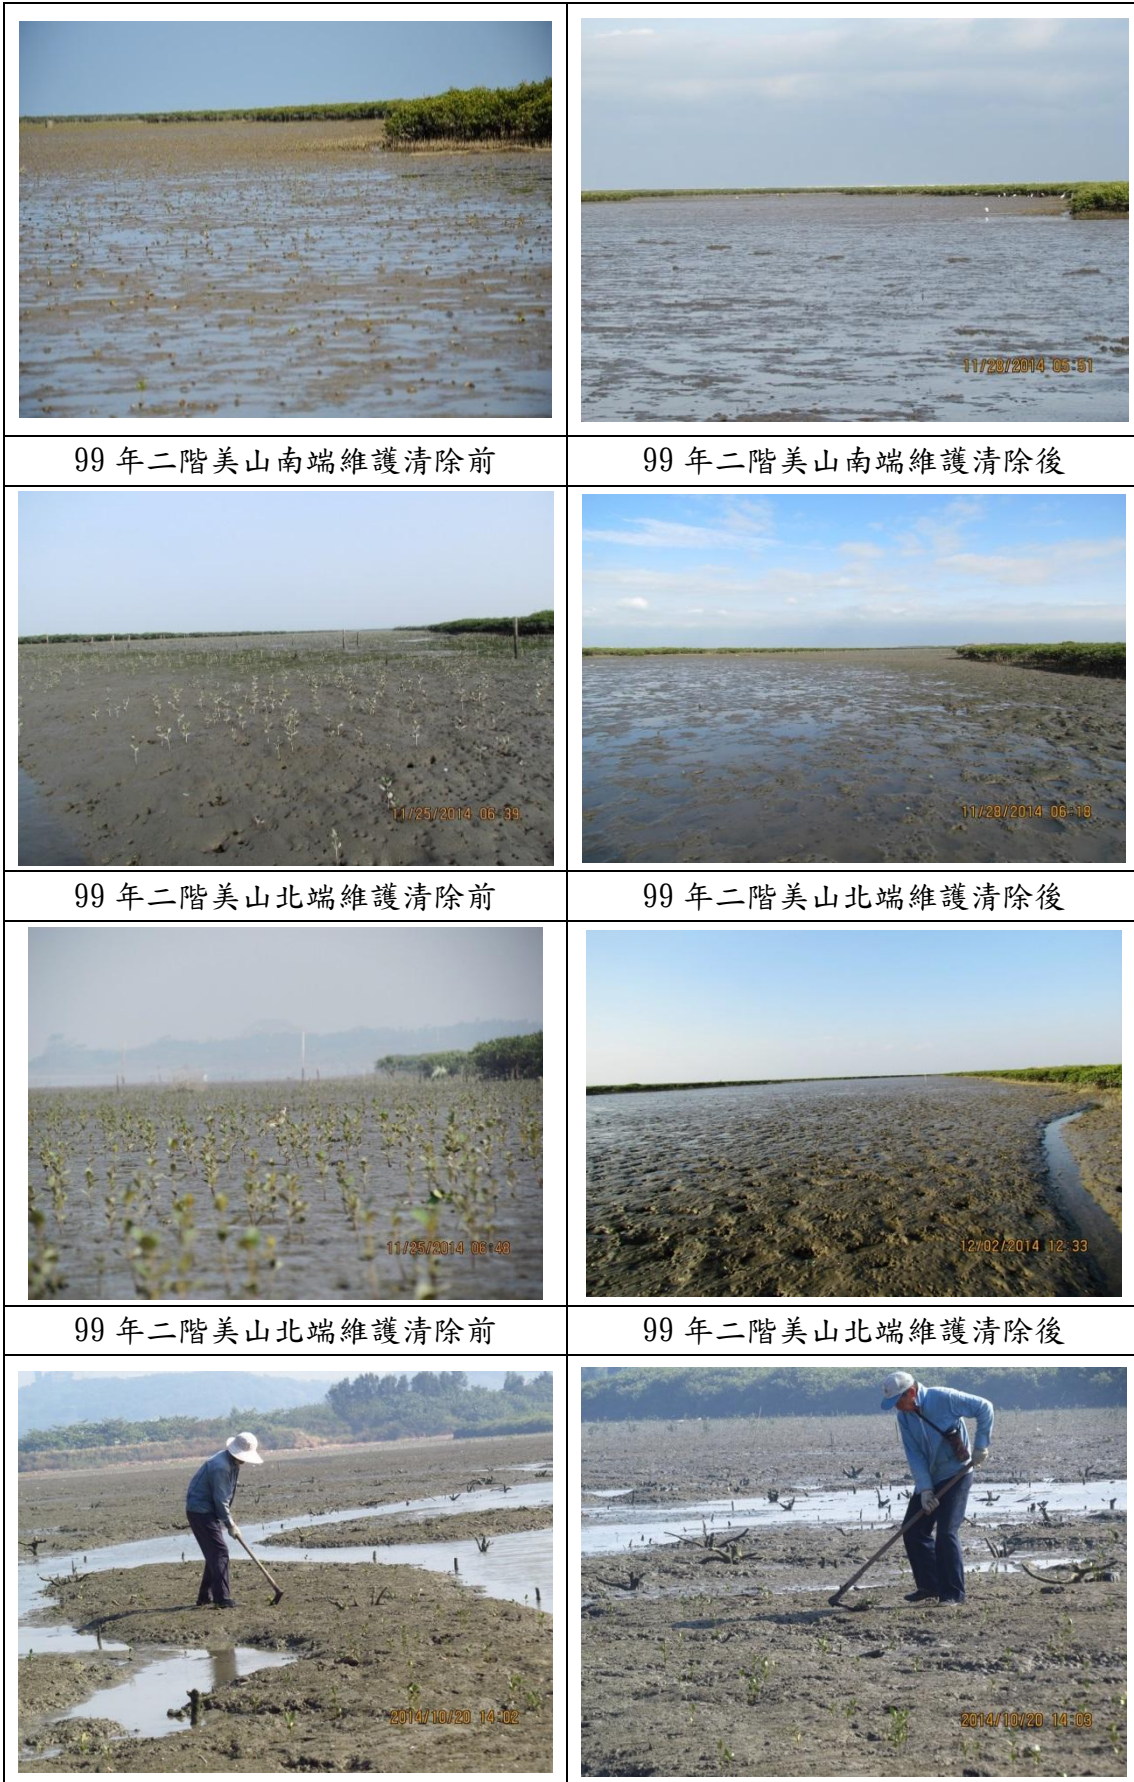 11/28/2014 05:51
99 年二階美山南端維護清除前
99 年二階美山南端維護清除後
11/25/2014 06:39
11/28/2014 06:18
99 年二階美山北端維護清除前
99 年二階美山北端維護清除後
11/25/2014 06:48
12/02/2014 12:33
99 年二階美山北端維護清除前
99 年二階美山北端維護清除後
2014/10/20 14:02
2014/10/20 14:03